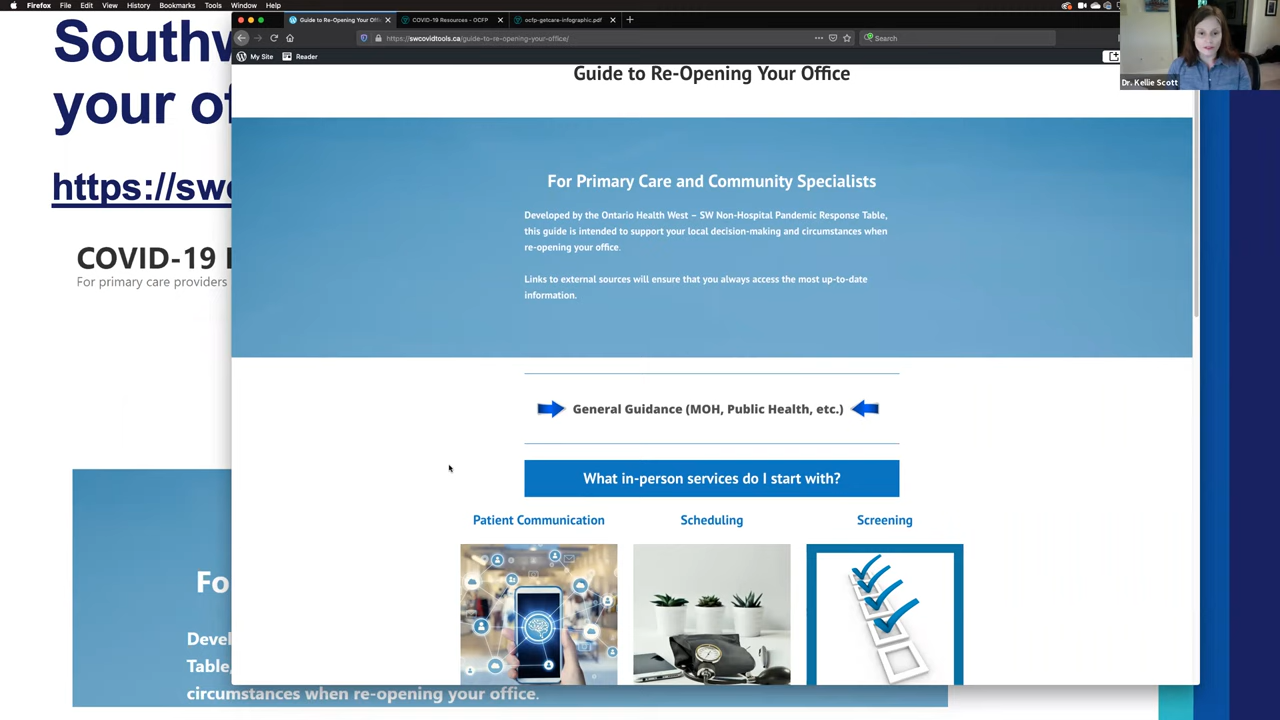 Firefox File Edit View History Bookmarks Tools Window Help
Guide to Re-Opening Your Offic
COVID-19 Resources - OCFP
ocfp-getcare-infographic.pdf
https://swcovidtools.ca/guide-to-re-opening-your-office/
Search
My Site
Reader
Dr. Kellie Scott
Southw
your of
https://swc
COVID-19
For primary care providers
Fo
Devel
Table,
circumstances when re-opening your office.
Guide to Re-Opening Your Office
For Primary Care and Community Specialists
Developed by the Ontario Health West – SW Non-Hospital Pandemic Response Table,
this guide is intended to support your local decision-making and circumstances when
re-opening your office.
Links to external sources will ensure that you always access the most up-to-date
information.
General Guidance (MOH, Public Health, etc.)
What in-person services do I start with?
Patient Communication
Scheduling
Screening